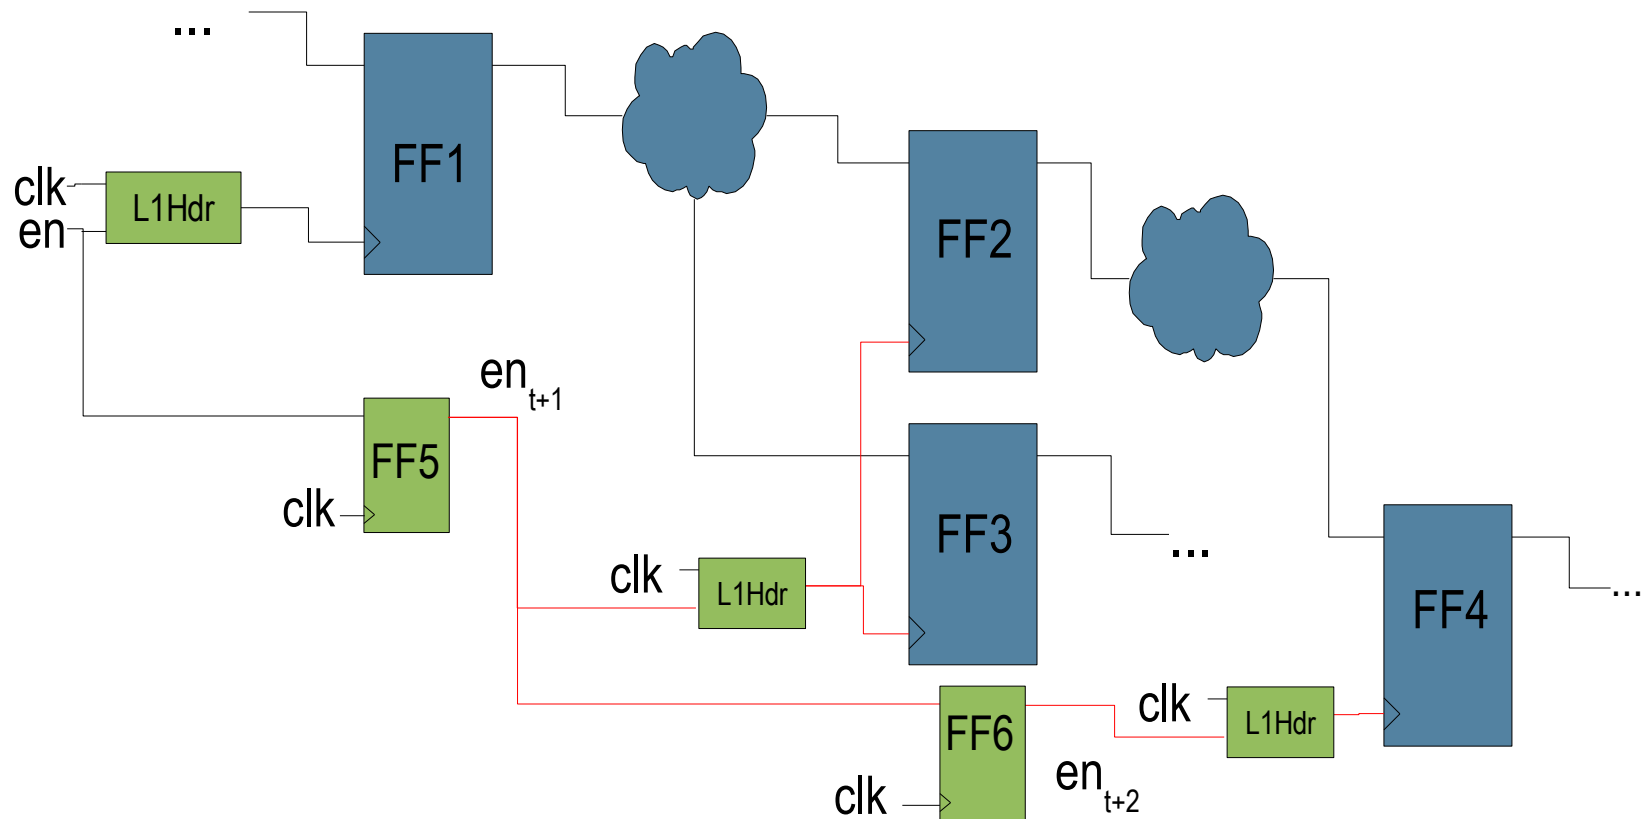 ...
FF1
clk
L1Hdr
en
FF2
en t+1
FF5
clk
FF3
...
clk
L1Hdr
FF4
...
FF6
clk
L1Hdr
en t+2
clk